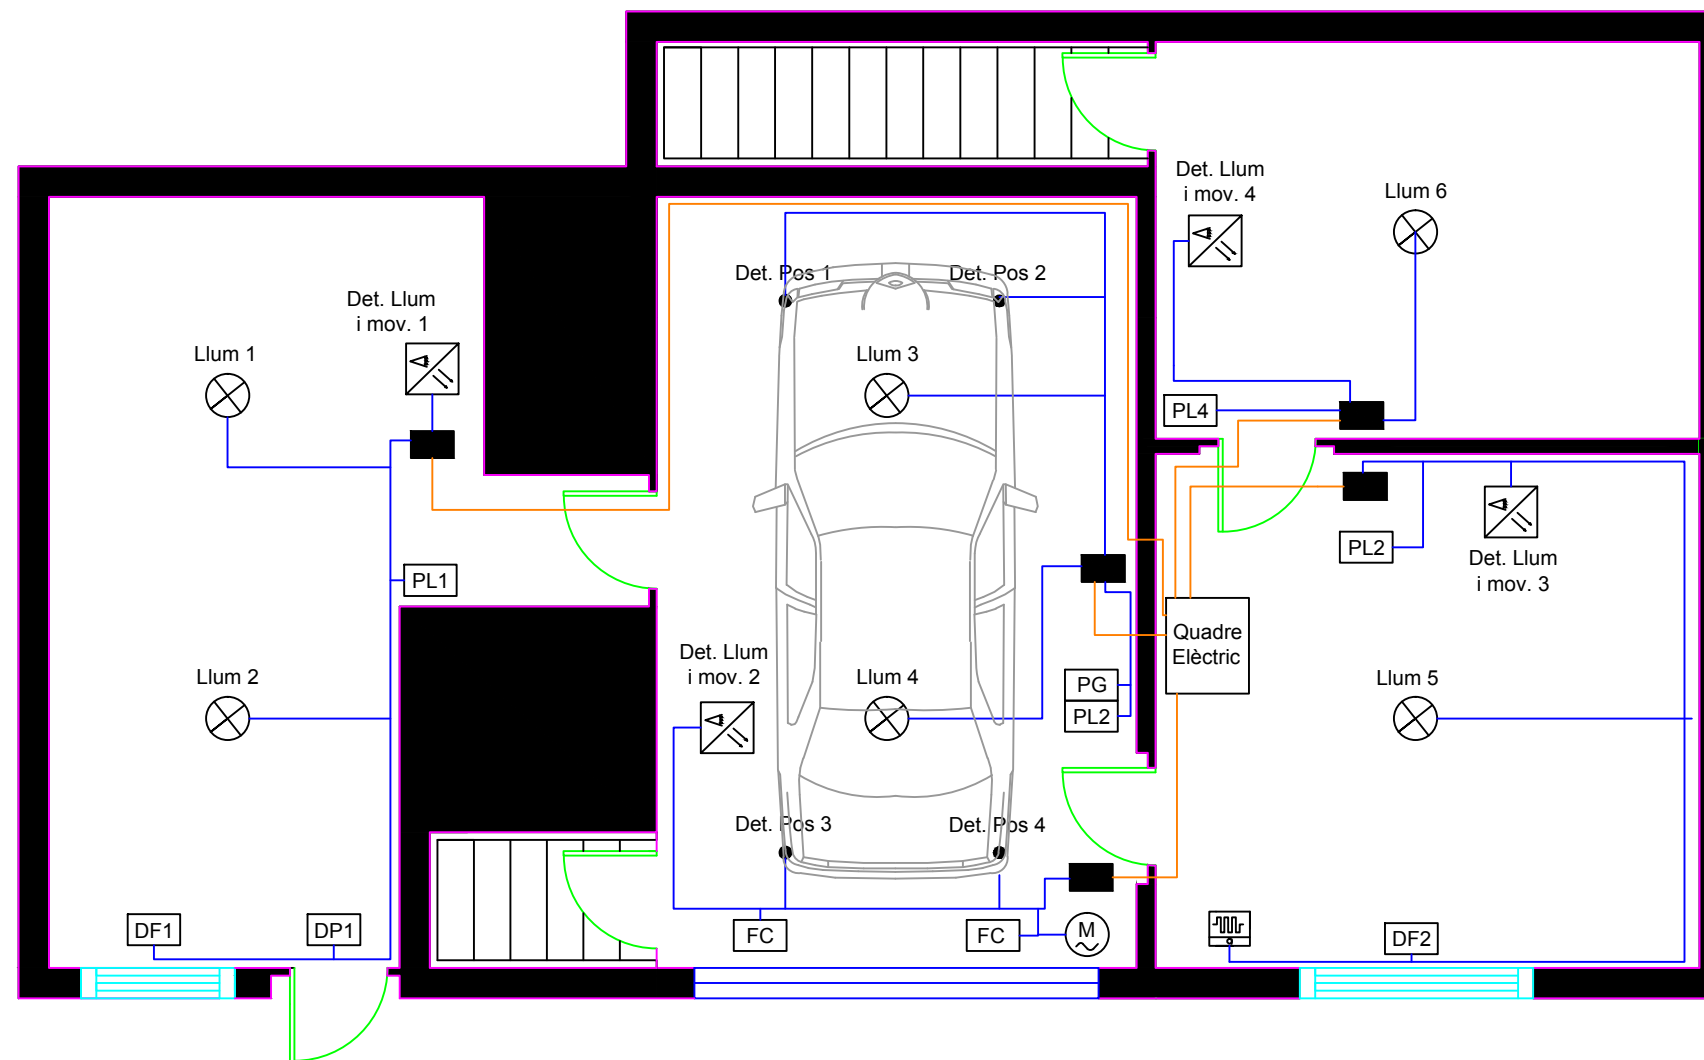 Det. Llum
i mov. 4
Llum 6
Det. Pos 1
Det. Pos 2
Det. Llum
i mov. 1
Llum 1
Llum 3
PL4
PL2
Det. Llum
i mov. 3
PL1
Quadre
Elèctric
Det. Llum
i mov. 2
Llum 2
Llum 4
PG
PL2
Llum 5
Det. Pos 3
Det. Pos 4
DF1
DP1
FC
FC
M
DF2